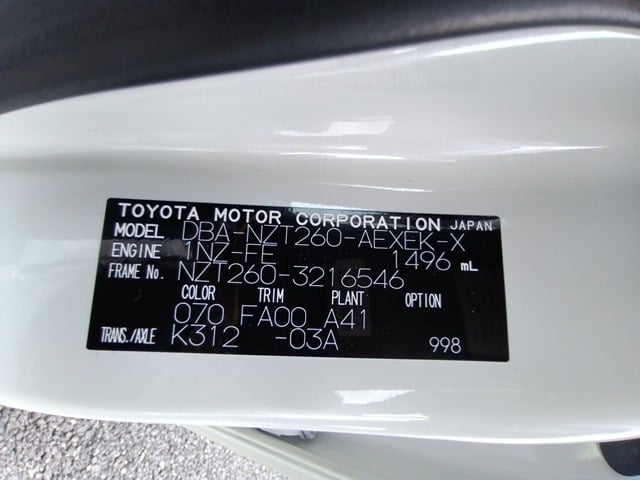 TOYOTA MOTOR CORPORATION JAPAN
MODEL DBA-NZT260-AEXEK-X
ENGINE 1NZ-FE 1496 mL
FRAME No. NZT260-3216546
COLOR TRIM PLANT OPTION
070 FA00 A41
TRANS./AXLE K312 -03A 998